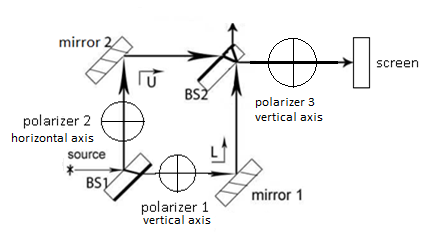 mirror 2
U
BS2
screen
polarizer 3
vertical axis
polarizer 2
horizontal axis
source
BS1
L
mirror 1
polarizer 1
vertical axis